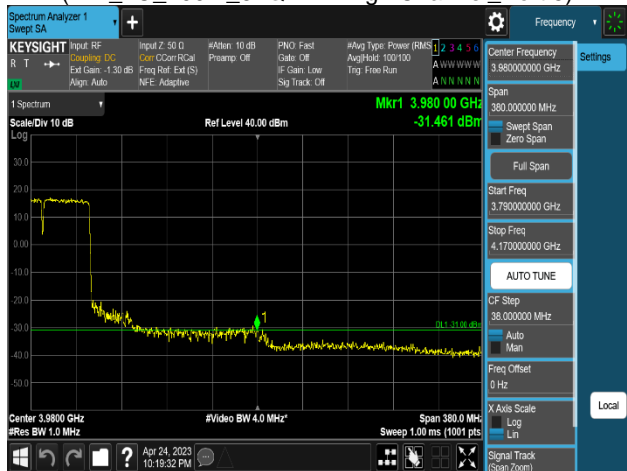 Spectrum Analyzer 1
Swept SA
+
Frequency
KEYSIGHT
R T
LXI
Input: RF
Coupling: DC
Ext Gain: -1.30 dB
Align: Auto
Input Z: 50 Ω
Corr CCorr RCal
Freq Ref: Ext (S)
NFE: Adaptive
#Atten: 10 dB
Preamp: Off
PNO: Fast
Gate: Off
IF Gain: Low
Sig Track: Off
#Avg Type: Power (RMS
Avg|Hold: 100/100
Trig: Free Run
1 2 3 4 5 6
A W W W W W
A N N N N N
1 Spectrum
Scale/Div 10 dB
Log
Ref Level 40.00 dBm
Mkr1 3.980 00 GHz
-31.461 dBm
30.0
20.0
10.0
0.00
-10.0
-20.0
-30.0
-40.0
-50.0
1
DL1 -31.00 dBm
Center 3.9800 GHz
#Res BW 1.0 MHz
#Video BW 4.0 MHz*
Span 380.0 MHz
Sweep 1.00 ms (1001 pts)
Center Frequency
3.980000000 GHz
Settings
Span
380.000000 MHz
Swept Span
Zero Span
Full Span
Start Freq
3.790000000 GHz
Stop Freq
4.170000000 GHz
AUTO TUNE
CF Step
38.000000 MHz
Auto
Man
Freq Offset
0 Hz
X Axis Scale
Log
Lin
Local
Signal Track
(Span Zoom)
?
Apr 24, 2023
10:19:32 PM